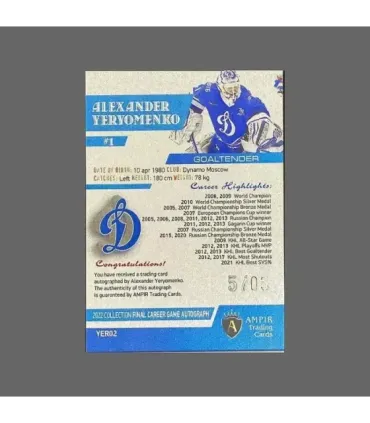 ALEXANDER
YERYOMENKO
#1
GOALTENDER
DATE OF BIRTH: 10 apr 1980 CLUB: Dynamo Moscow
CATCHES: Left HEIGHT: 180 cm WEIGHT: 78 kg
Career Highlights:
2008, 2009 World Champion
2010 World Championship Silver Medal
2005, 2007 World Championship Bronze Medal
2007 European Champions Cup winner
2005, 2006, 2008, 2011, 2012, 2013 Russian Champion
2011, 2012, 2013 Gagarin Cup winner
2007 Russian Championship Silver Medal
2015, 2020 Russian Championship Bronze Medal
2009 KHL All-Star Game
2012, 2013 KHL Playoffs MVP
2012, 2013 KHL Best Goaltender
2012, 2017 KHL Most Shutouts
2021 KHL Best SVS%
D
Congratulations!
You have received a trading card
autographed by Alexander Yeryomenko.
The authenticity of this autograph
is guaranteed by AMPIR Trading Cards.
5/05
2022 COLLECTION FINAL CAREER GAME AUTOGRAPH
YER02
A
AMPIR
Trading
Cards